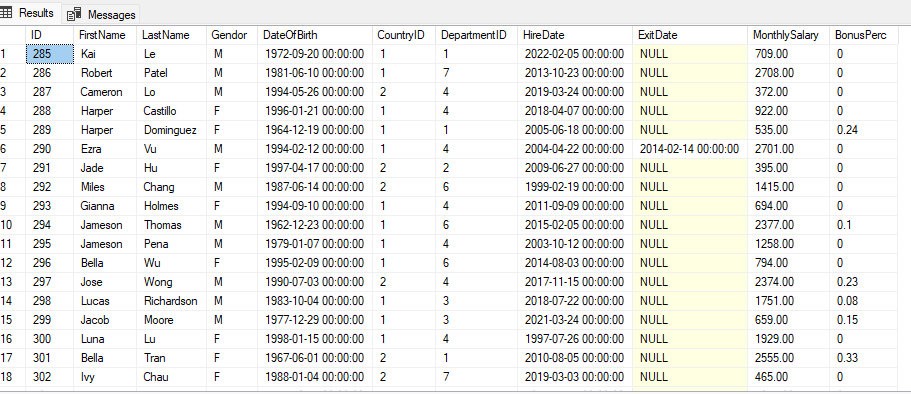 Results Messages
ID FirstName LastName Gendor DateOfBirth CountryID DepartmentID HireDate ExitDate MonthlySalary BonusPerc
1 285 Kai Le M 1972-09-20 00:00:00 1 1 2022-02-05 00:00:00 NULL 709.00 0
2 286 Robert Patel M 1981-06-10 00:00:00 1 7 2013-10-23 00:00:00 NULL 2708.00 0
3 287 Cameron Lo M 1994-05-26 00:00:00 2 4 2019-03-24 00:00:00 NULL 372.00 0
4 288 Harper Castillo F 1996-01-21 00:00:00 1 4 2018-04-07 00:00:00 NULL 922.00 0
5 289 Harper Dominguez F 1964-12-19 00:00:00 1 1 2005-06-18 00:00:00 NULL 535.00 0.24
6 290 Ezra Vu M 1994-02-12 00:00:00 1 4 2004-04-22 00:00:00 2014-02-14 00:00:00 2701.00 0
7 291 Jade Hu F 1997-04-17 00:00:00 2 2 2009-06-27 00:00:00 NULL 395.00 0
8 292 Miles Chang M 1987-06-14 00:00:00 2 6 1999-02-19 00:00:00 NULL 1415.00 0
9 293 Gianna Holmes F 1994-09-10 00:00:00 1 4 2011-09-09 00:00:00 NULL 694.00 0
10 294 Jameson Thomas M 1962-12-23 00:00:00 1 6 2015-02-05 00:00:00 NULL 2377.00 0.1
11 295 Jameson Pena M 1979-01-07 00:00:00 1 4 2003-10-12 00:00:00 NULL 1258.00 0
12 296 Bella Wu F 1995-02-09 00:00:00 1 6 2014-08-03 00:00:00 NULL 794.00 0
13 297 Jose Wong M 1990-07-03 00:00:00 2 4 2017-11-15 00:00:00 NULL 2374.00 0.23
14 298 Lucas Richardson M 1983-10-04 00:00:00 1 3 2018-07-22 00:00:00 NULL 1751.00 0.08
15 299 Jacob Moore M 1977-12-29 00:00:00 1 3 2021-03-24 00:00:00 NULL 659.00 0.15
16 300 Luna Lu F 1998-01-15 00:00:00 1 4 1997-07-26 00:00:00 NULL 1929.00 0
17 301 Bella Tran F 1967-06-01 00:00:00 2 1 2010-08-05 00:00:00 NULL 2555.00 0.33
18 302 Ivy Chau F 1988-01-04 00:00:00 2 7 2019-03-03 00:00:00 NULL 465.00 0